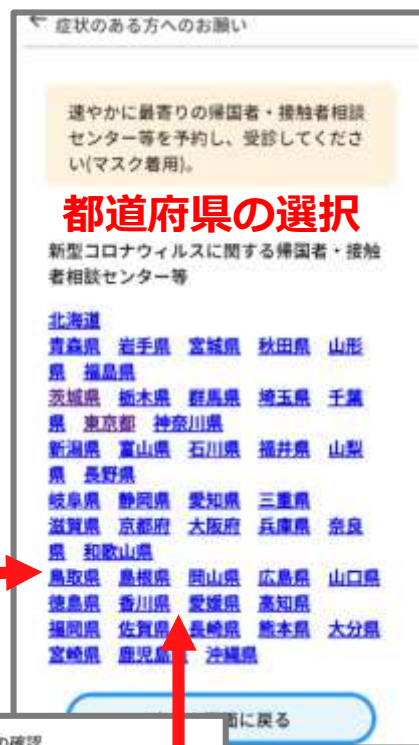 ← 症状のある方へのお願い
速やかに最寄りの帰国者・接触者相談
センター等を予約し、受診してくださ
い(マスク着用)。
都道府県の選択
新型コロナウィルスに関する帰国者・接触
者相談センター等
北海道
青森県 岩手県 宮城県 秋田県 山形
県 福島県
茨城県 栃木県 群馬県 埼玉県 千葉
県 東京都 神奈川県
新潟県 富山県 石川県 福井県 山梨
県 長野県
岐阜県 静岡県 愛知県 三重県
滋賀県 京都府 大阪府 兵庫県 奈良
県 和歌山県
鳥取県 島根県 岡山県 広島県 山口県
徳島県 香川県 愛媛県 高知県
福岡県 佐賀県 長崎県 熊本県 大分県
宮崎県 鹿児島 沖縄県
面に戻る
の確認